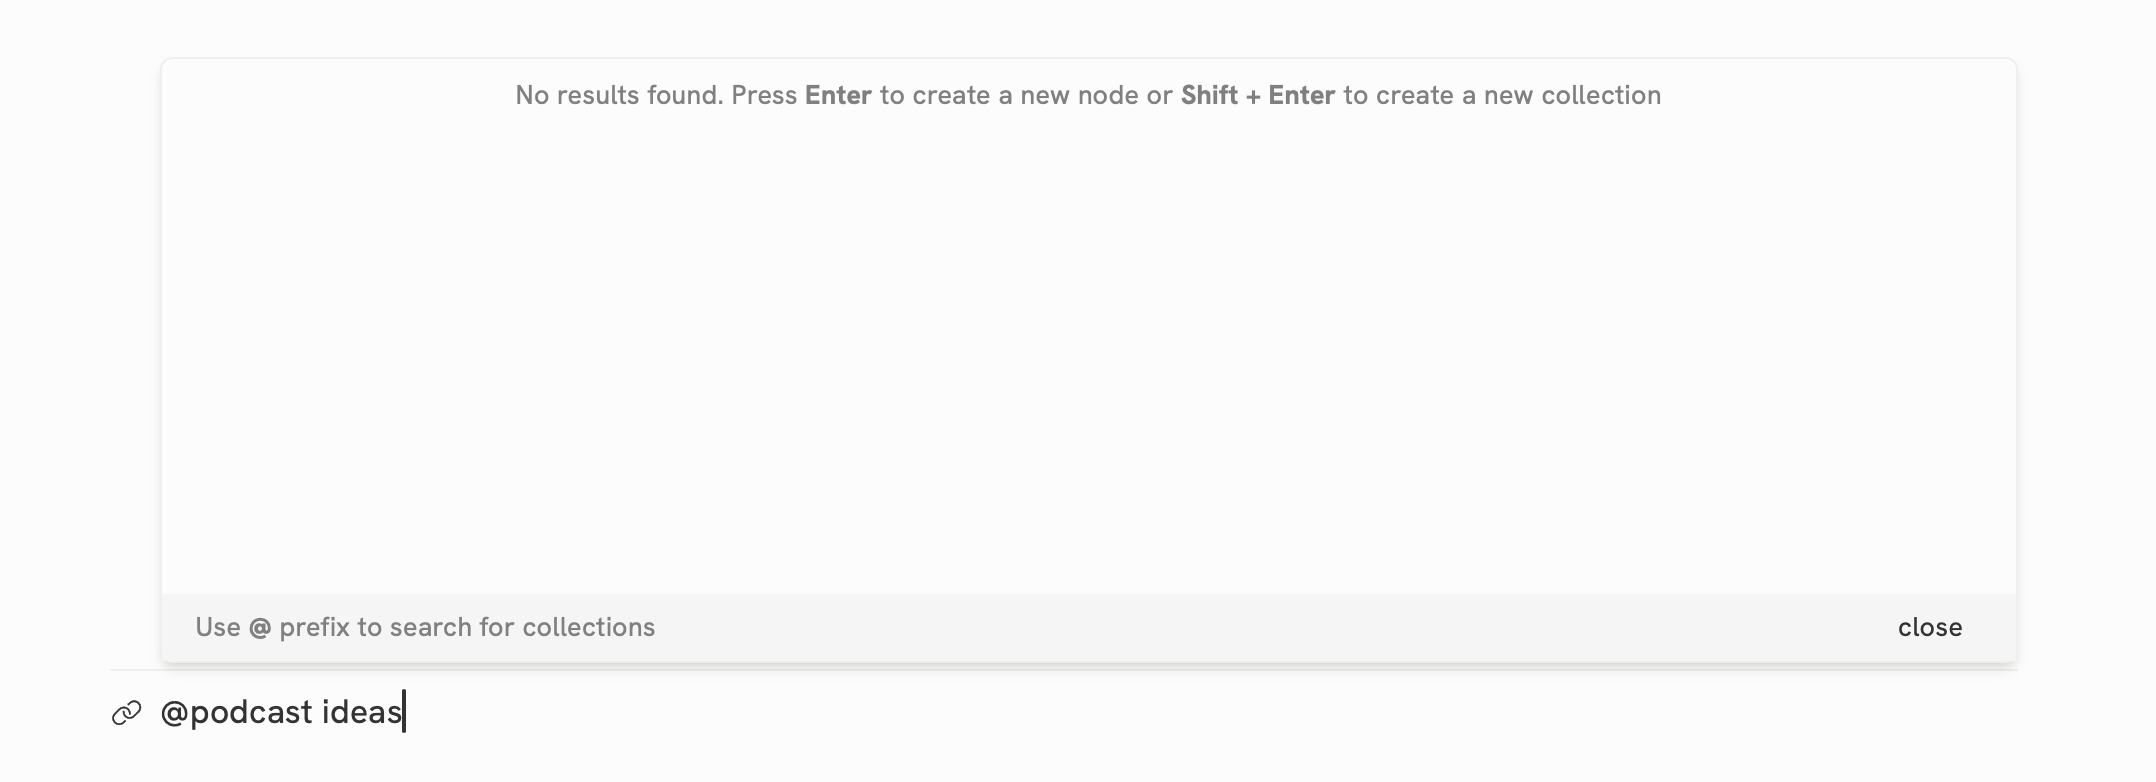 No results found. Press Enter to create a new node or Shift + Enter to create a new collection
Use @ prefix to search for collections
close
@podcast ideas